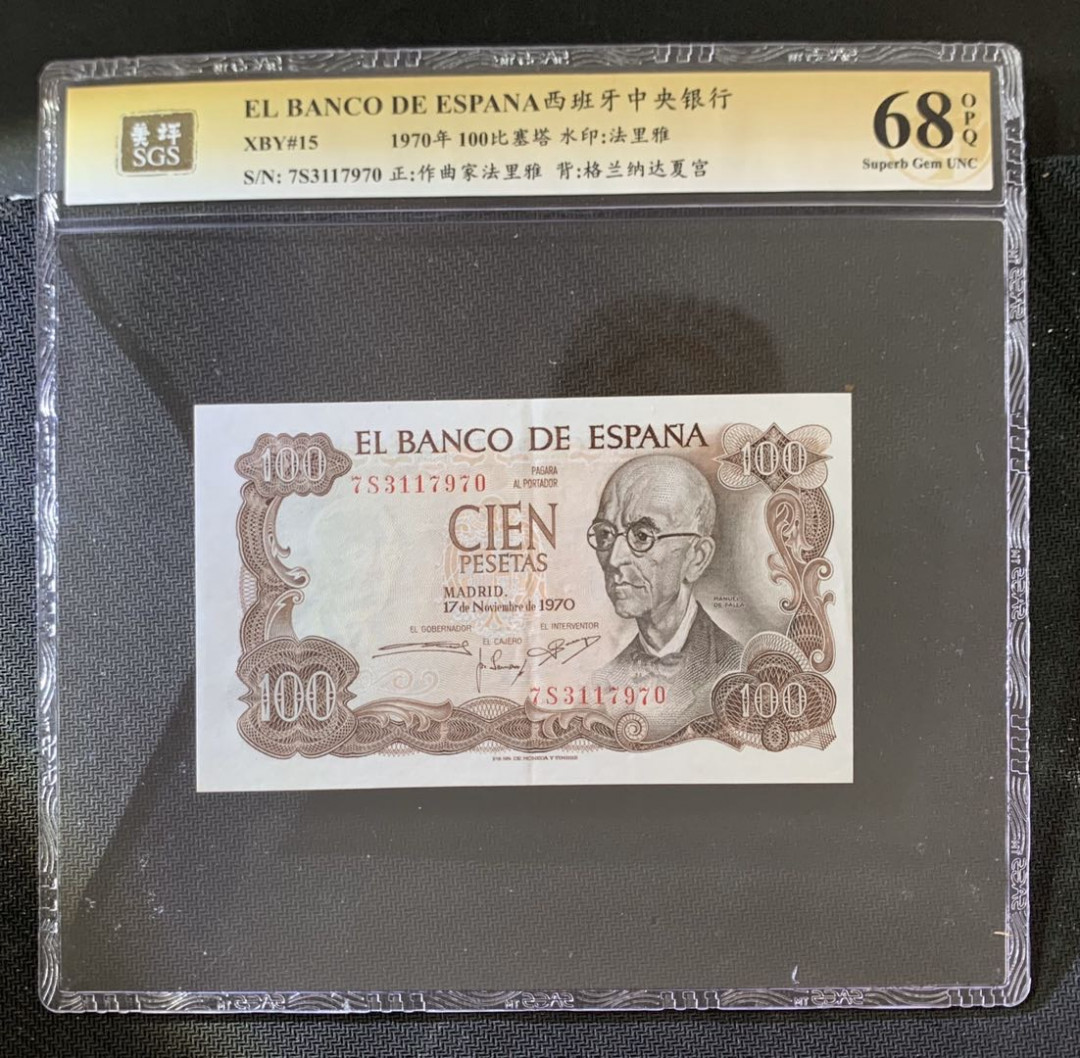 EL BANCO DE ESPANA西班牙中央银行
美评
SGS
XBY#15 1970年 100比塞塔 水印:法里雅
S/N: 7S3117970 正:作曲家法里雅 背:格兰纳达夏宫
68 OPQ
Superb Gem UNC
EL BANCO DE ESPAÑA
100
100
7S3117970
PAGARA
AL PORTADOR
CIEN
PESETAS
MADRID.
17 de Noviembre de 1970
MANUEL
DE FALLA
EL GOBERNADOR
EL INTERVENTOR
EL CAJERO
7S3117970
100
100